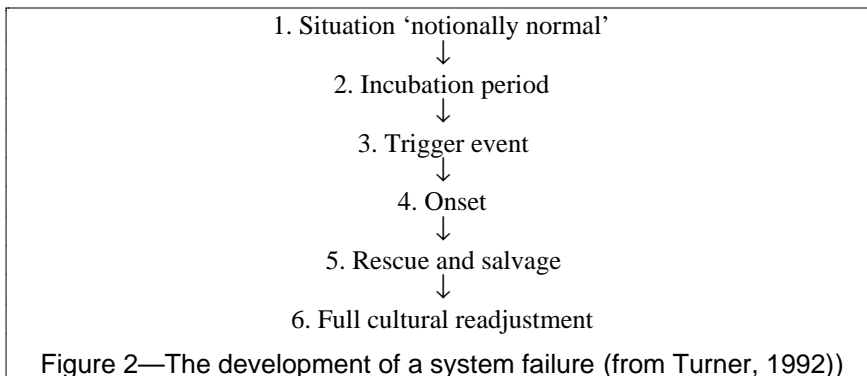 1. Situation ‘notionally normal’
↓
2. Incubation period
↓
3. Trigger event
↓
4. Onset
↓
5. Rescue and salvage
↓
6. Full cultural readjustment
Figure 2—The development of a system failure (from Turner, 1992))